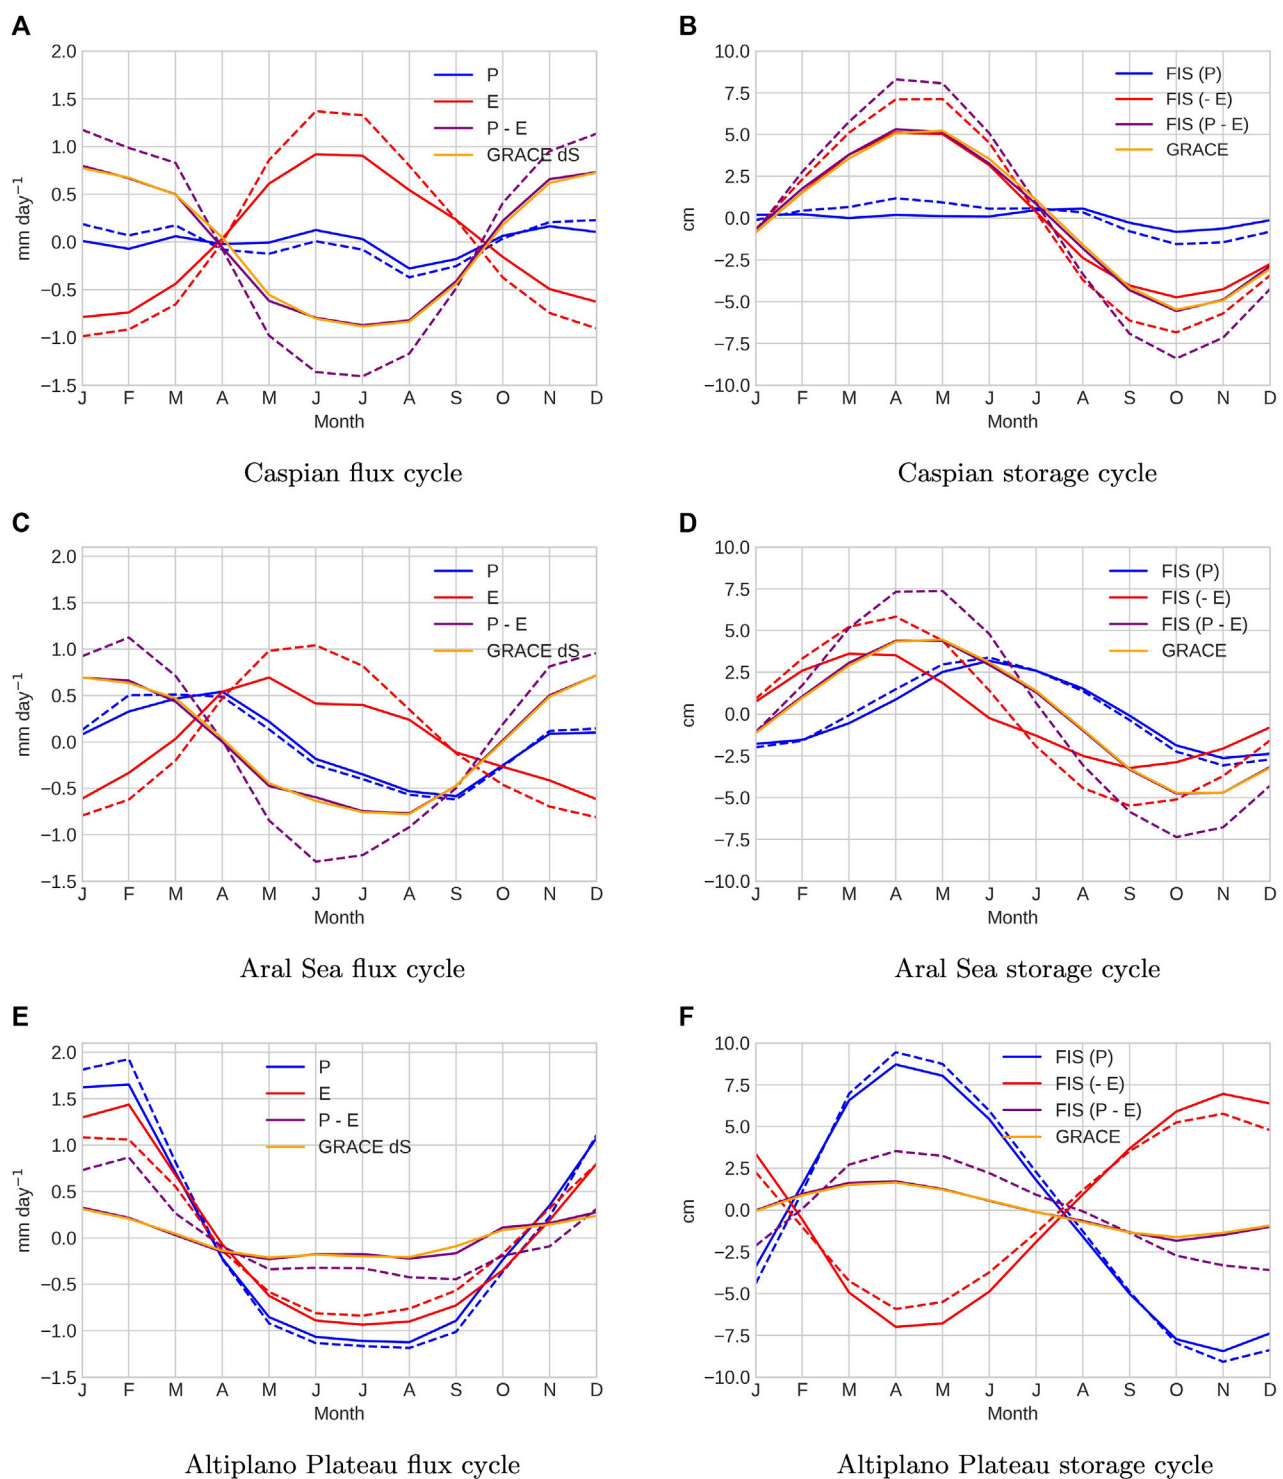 A
2.0
1.5
1.0
0.5
0.0
−0.5
−1.0
−1.5
mm day−1
P
E
P - E
GRACE dS
J F M A M J J A S O N D
Month
Caspian flux cycle
B
10.0
7.5
5.0
2.5
0.0
−2.5
−5.0
−7.5
−10.0
cm
FIS (P)
FIS (- E)
FIS (P - E)
GRACE
J F M A M J J A S O N D
Month
Caspian storage cycle
C
2.0
1.5
1.0
0.5
0.0
−0.5
−1.0
−1.5
mm day−1
P
E
P - E
GRACE dS
J F M A M J J A S O N D
Month
Aral Sea flux cycle
D
10.0
7.5
5.0
2.5
0.0
−2.5
−5.0
−7.5
−10.0
cm
FIS (P)
FIS (- E)
FIS (P - E)
GRACE
J F M A M J J A S O N D
Month
Aral Sea storage cycle
E
2.0
1.5
1.0
0.5
0.0
−0.5
−1.0
−1.5
mm day−1
P
E
P - E
GRACE dS
J F M A M J J A S O N D
Month
Altiplano Plateau flux cycle
F
10.0
7.5
5.0
2.5
0.0
−2.5
−5.0
−7.5
−10.0
cm
FIS (P)
FIS (- E)
FIS (P - E)
GRACE
J F M A M J J A S O N D
Month
Altiplano Plateau storage cycle